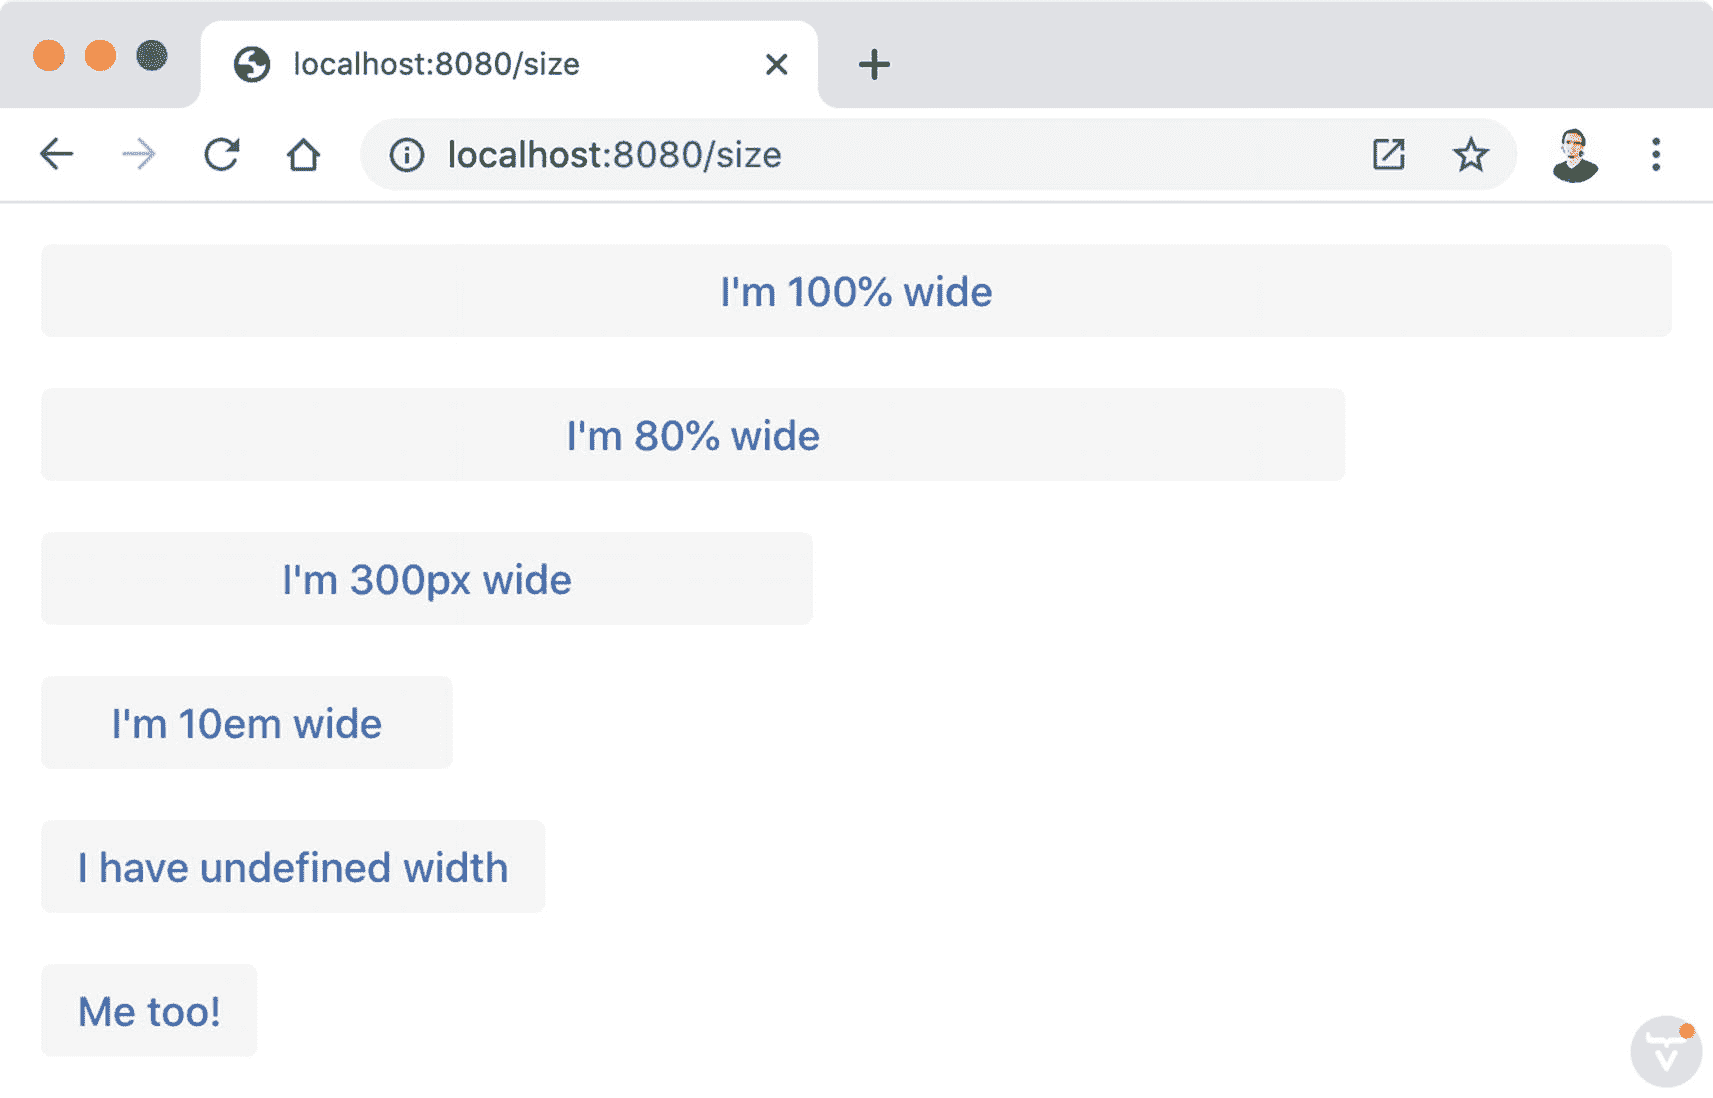 localhost:8080/size
localhost:8080/size
I'm 100% wide
I'm 80% wide
I'm 300px wide
I'm 10em wide
I have undefined width
Me too!